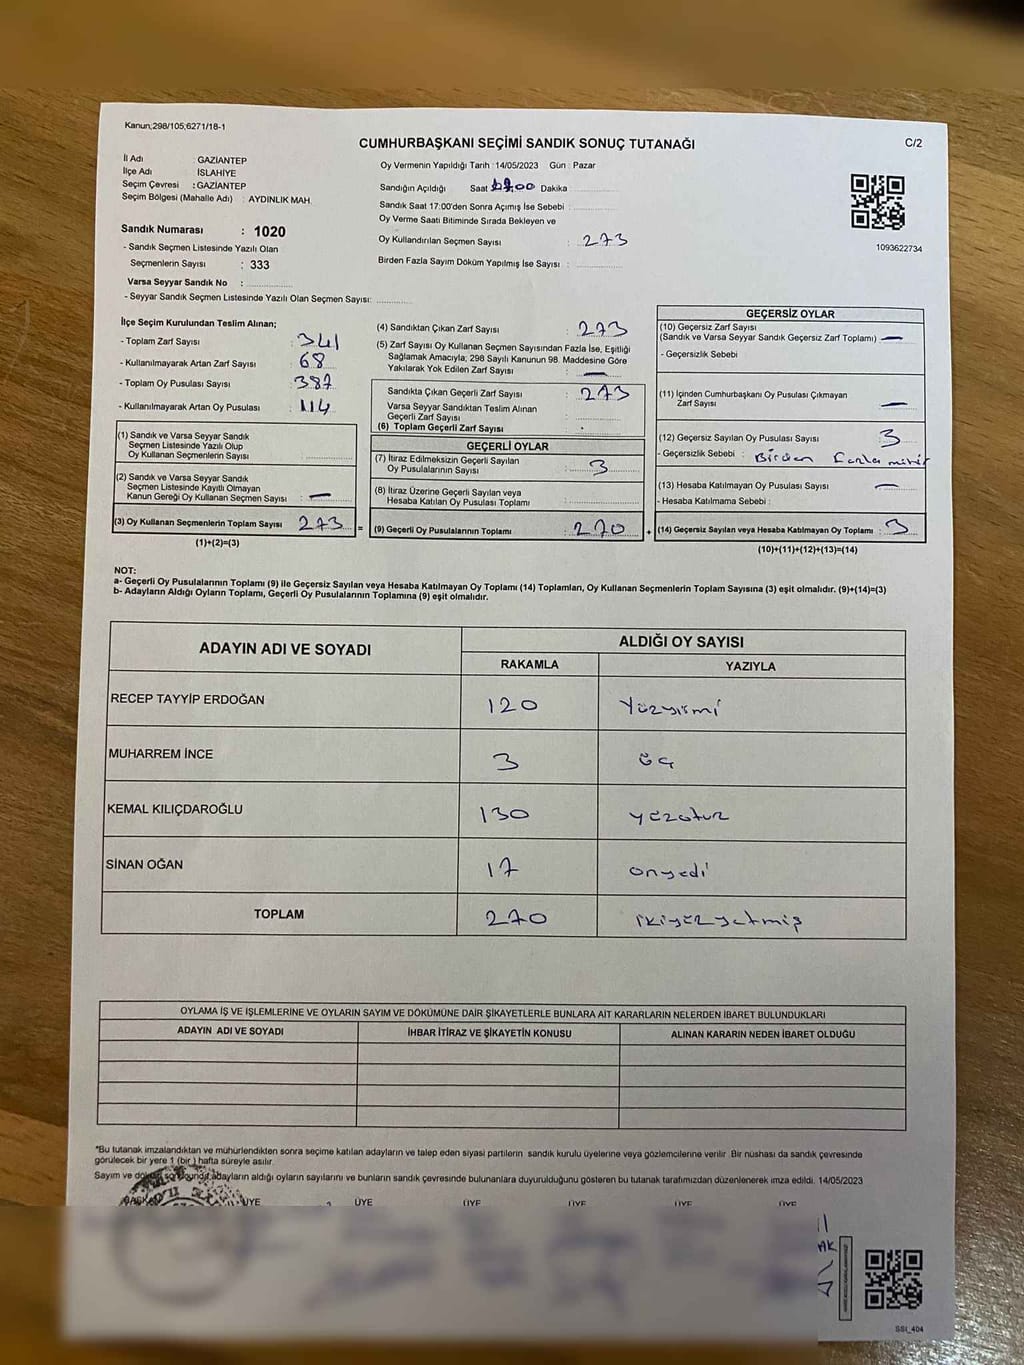 Kanun;298/105;6271/18-1
CUMHURBAŞKANI SEÇİMİ SANDIK SONUÇ TUTANAĞI
C/2
İl Adı : GAZİANTEP
İlçe Adı : İSLAHİYE
Seçim Çevresi : GAZİANTEP
Seçim Bölgesi (Mahalle Adı) : AYDINLIK MAH.
Oy Vermenin Yapıldığı Tarih : 14/05/2023 Gün : Pazar
Sandığın Açıldığı Saat Dakika
Sandık Saat 17:00'den Sonra Açımış İse Sebebi :
Oy Verme Saati Bitiminde Sırada Bekleyen ve
Oy Kullandırılan Seçmen Sayısı : 273
Birden Fazla Sayım Döküm Yapılmış İse Sayısı :
1093622734
Sandık Numarası : 1020
- Sandık Seçmen Listesinde Yazılı Olan
Seçmenlerin Sayısı : 333
Varsa Seyyar Sandık No :
- Seyyar Sandık Seçmen Listesinde Yazılı Olan Seçmen Sayısı:
İlçe Seçim Kurulundan Teslim Alınan;
- Toplam Zarf Sayısı : 341
- Kullanılmayarak Artan Zarf Sayısı : 68
- Toplam Oy Pusulası Sayısı : 387
- Kullanılmayarak Artan Oy Pusulası : 114
(1) Sandık ve Varsa Seyyar Sandık
Seçmen Listesinde Yazılı Olup
Oy Kullanan Seçmenlerin Sayısı :
(2) Sandık ve Varsa Seyyar Sandık
Seçmen Listesinde Kayıtlı Olmayan
Kanun Gereği Oy Kullanan Seçmen Sayısı : —
(3) Oy Kullanan Seçmenlerin Toplam Sayısı : 273 =
(1)+(2)=(3)
(4) Sandıktan Çıkan Zarf Sayısı : 273
(5) Zarf Sayısı Oy Kullanan Seçmen Sayısından Fazla İse, Eşitliği
Sağlamak Amacıyla; 298 Sayılı Kanunun 98. Maddesine Göre
Yakılarak Yok Edilen Zarf Sayısı : —
Sandıkta Çıkan Geçerli Zarf Sayısı : 273
Varsa Seyyar Sandıktan Teslim Alınan
Geçerli Zarf Sayısı :
(6) Toplam Geçerli Zarf Sayısı :
GEÇERLİ OYLAR
(7) İtiraz Edilmeksizin Geçerli Sayılan
Oy Pusulalarının Sayısı : 3
(8) İtiraz Üzerine Geçerli Sayılan veya
Hesaba Katılan Oy Pusulası Toplamı :
(9) Geçerli Oy Pusulalarının Toplamı : 270 +
GEÇERSİZ OYLAR
(10) Geçersiz Zarf Sayısı
(Sandık ve Varsa Seyyar Sandık Geçersiz Zarf Toplamı) : —
- Geçersizlik Sebebi
(11) İçinden Cumhurbaşkanı Oy Pusulası Çıkmayan
Zarf Sayısı : —
(12) Geçersiz Sayılan Oy Pusulası Sayısı : 3
- Geçersizlik Sebebi : Birden Fazla mühür
(13) Hesaba Katılmayan Oy Pusulası Sayısı : —
- Hesaba Katılmama Sebebi :
(14) Geçersiz Sayılan veya Hesaba Katılmayan Oy Toplamı : 3
(10)+(11)+(12)+(13)=(14)
NOT:
a- Geçerli Oy Pusulalarının Toplamı (9) ile Geçersiz Sayılan veya Hesaba Katılmayan Oy Toplamı (14) Toplamları, Oy Kullanan Seçmenlerin Toplam Sayısına (3) eşit olmalıdır. (9)+(14)=(3)
b- Adayların Aldığı Oyların Toplamı, Geçerli Oy Pusulalarının Toplamına (9) eşit olmalıdır.
ADAYIN ADI VE SOYADI ALDIĞI OY SAYISI
RAKAMLA YAZIYLA
RECEP TAYYİP ERDOĞAN 120 Yüzyirmi
MUHARREM İNCE 3 üç
KEMAL KILIÇDAROĞLU 130 yüzotuz
SİNAN OĞAN 17 onyedi
TOPLAM 270 ikiyüzyetmiş
OYLAMA İŞ VE İŞLEMLERİNE VE OYLARIN SAYIM VE DÖKÜMÜNE DAİR ŞİKAYETLERLE BUNLARA AİT KARARLARIN NELERDEN İBARET BULUNDUKLARI
ADAYIN ADI VE SOYADI İHBAR İTİRAZ VE ŞİKAYETİN KONUSU ALINAN KARARIN NEDEN İBARET OLDUĞU
*Bu tutanak imzalandıktan ve mühürlendikten sonra seçime katılan adayların ve talep eden siyasi partilerin sandık kurulu üyelerine veya gözlemcilerine verilir. Bir nüshası da sandık çevresinde
görülecek bir yere 1 (bir ) hafta süreyle asılır.
Sayım ve döküm sonucunda adayların aldığı oyların sayılarını ve bunların sandık çevresinde bulunanlara duyurulduğunu gösteren bu tutanak tarafımızdan düzenlenerek imza edildi. 14/05/2023
BAŞKAN ÜYE ÜYE ÜYE ÜYE ÜYE ÜYE
SSI_404